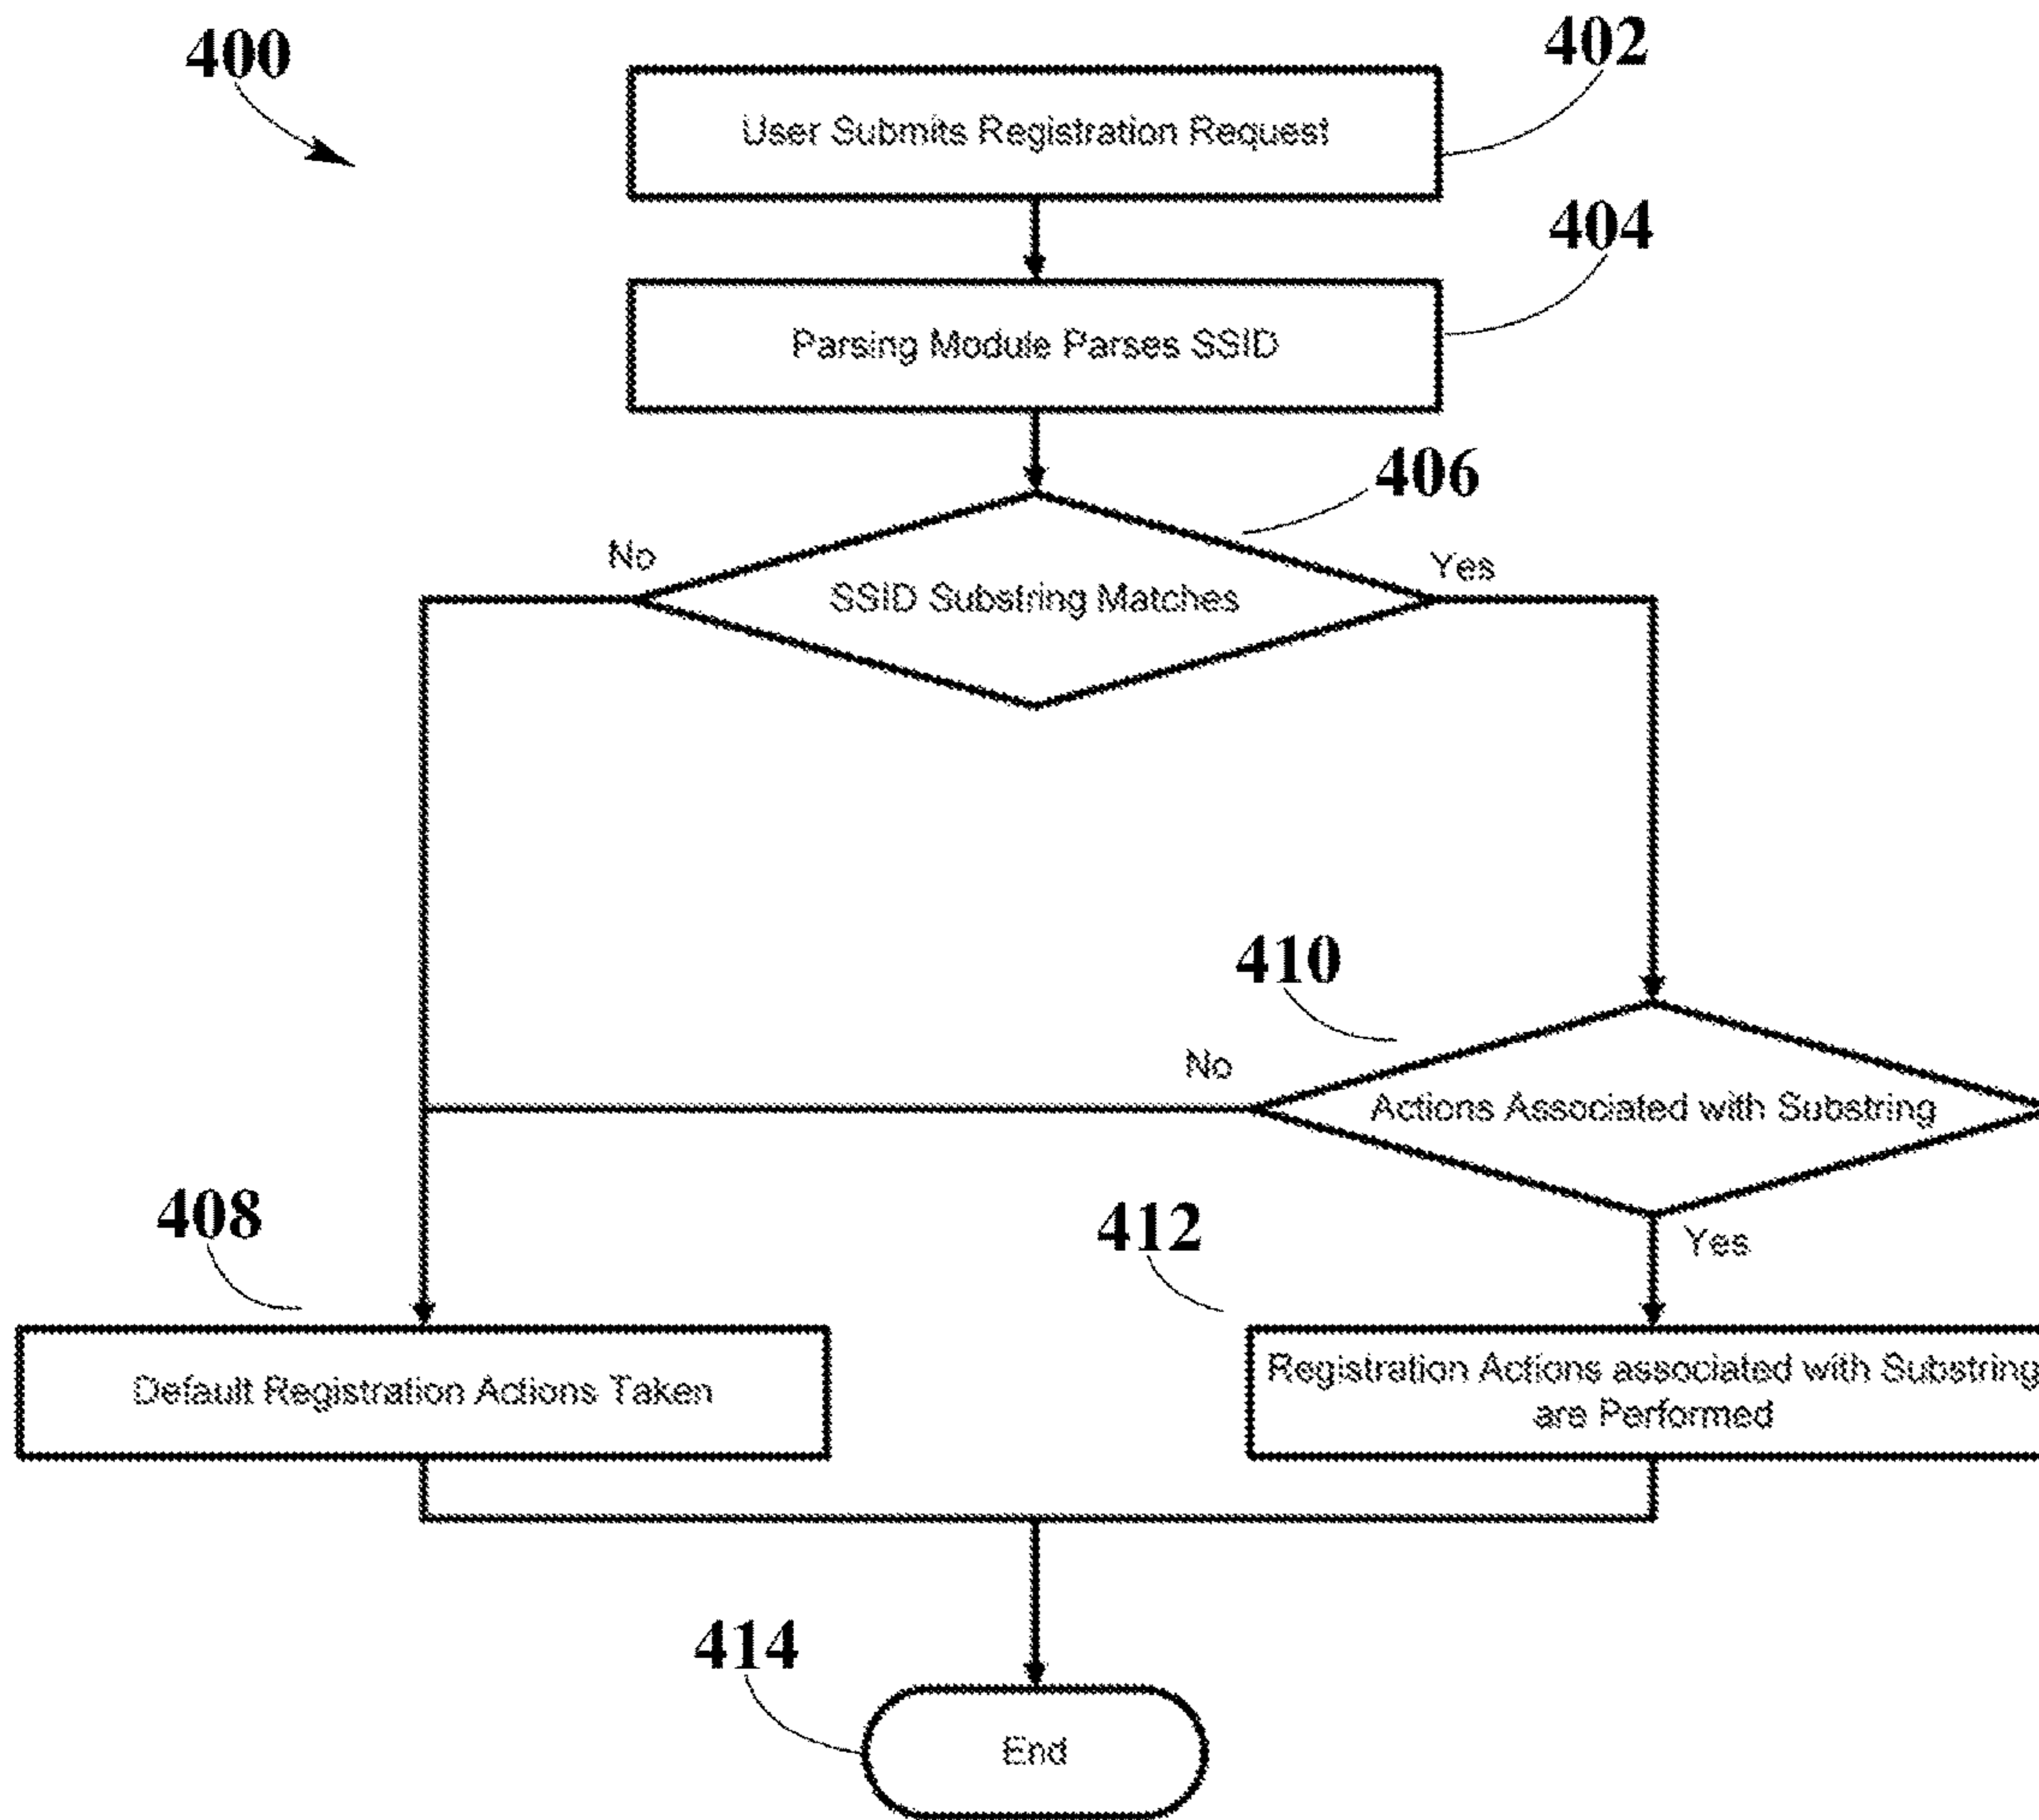 400
402
User Submits Registration Request
404
Parsing Module Parses SSID
406
No
Yes
SSID Substring Matches
410
No
Actions Associated with Substring
408
412
Yes
Default Registration Actions Taken
Registration Actions associated with Substring
are Performed
414
End